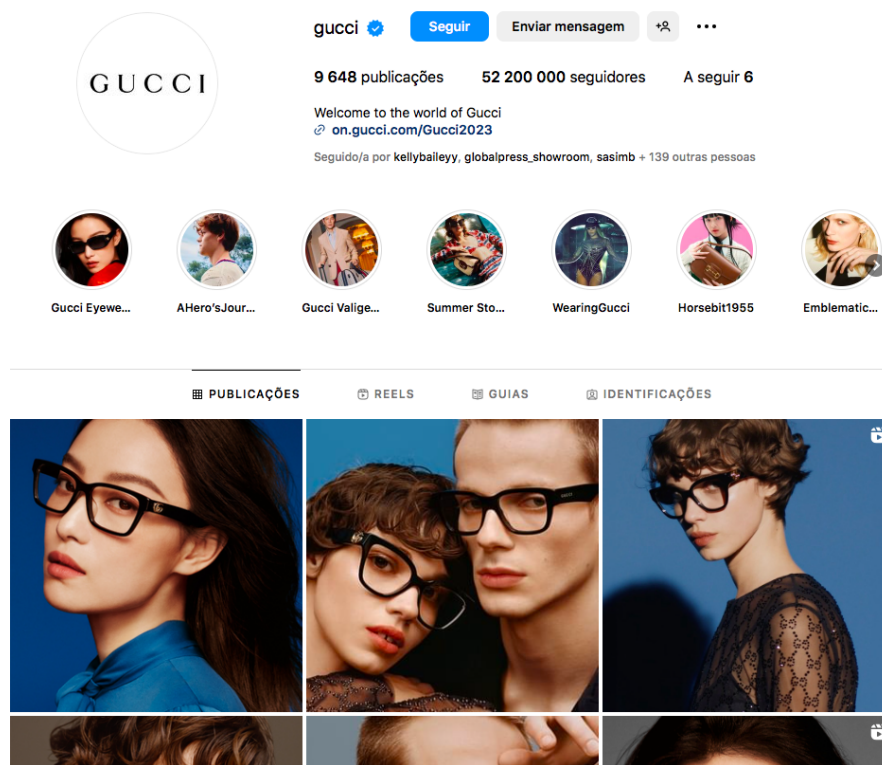 gucci
Seguir
Enviar mensagem
9 648 publicações
52 200 000 seguidores
A seguir 6
GUCCI
Welcome to the world of Gucci
on.gucci.com/Gucci2023
Seguido/a por kellybaileyy, globalpress_showroom, sasimb + 139 outras pessoas
Gucci Eyewe...
AHero'sJour...
Gucci Valige...
Summer Sto...
WearingGucci
Horsebit1955
Emblematic...
PUBLICAÇÕES
REELS
GUIAS
IDENTIFICAÇÕES
GUCCI